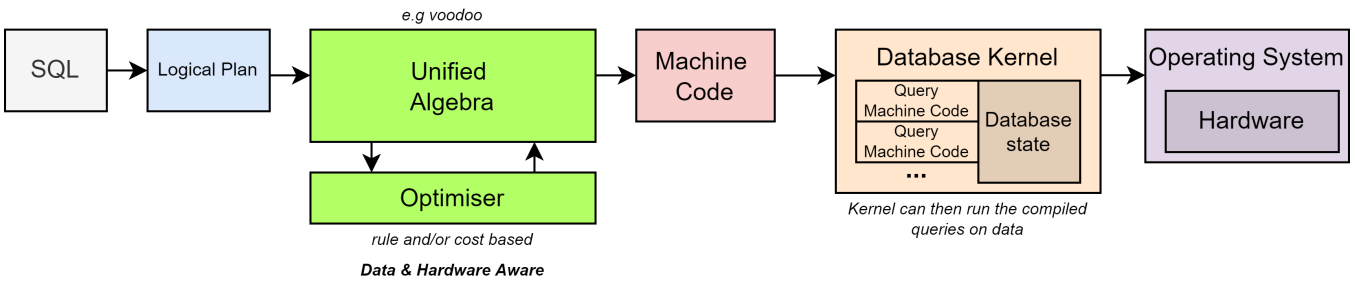 e.g voodoo
SQL
Logical Plan
Unified
Algebra
Optimiser
rule and/or cost based
Data & Hardware Aware
Machine
Code
Database Kernel
Query
Machine Code
Query
Machine Code
...
Database
state
Kernel can then run the compiled
queries on data
Operating System
Hardware